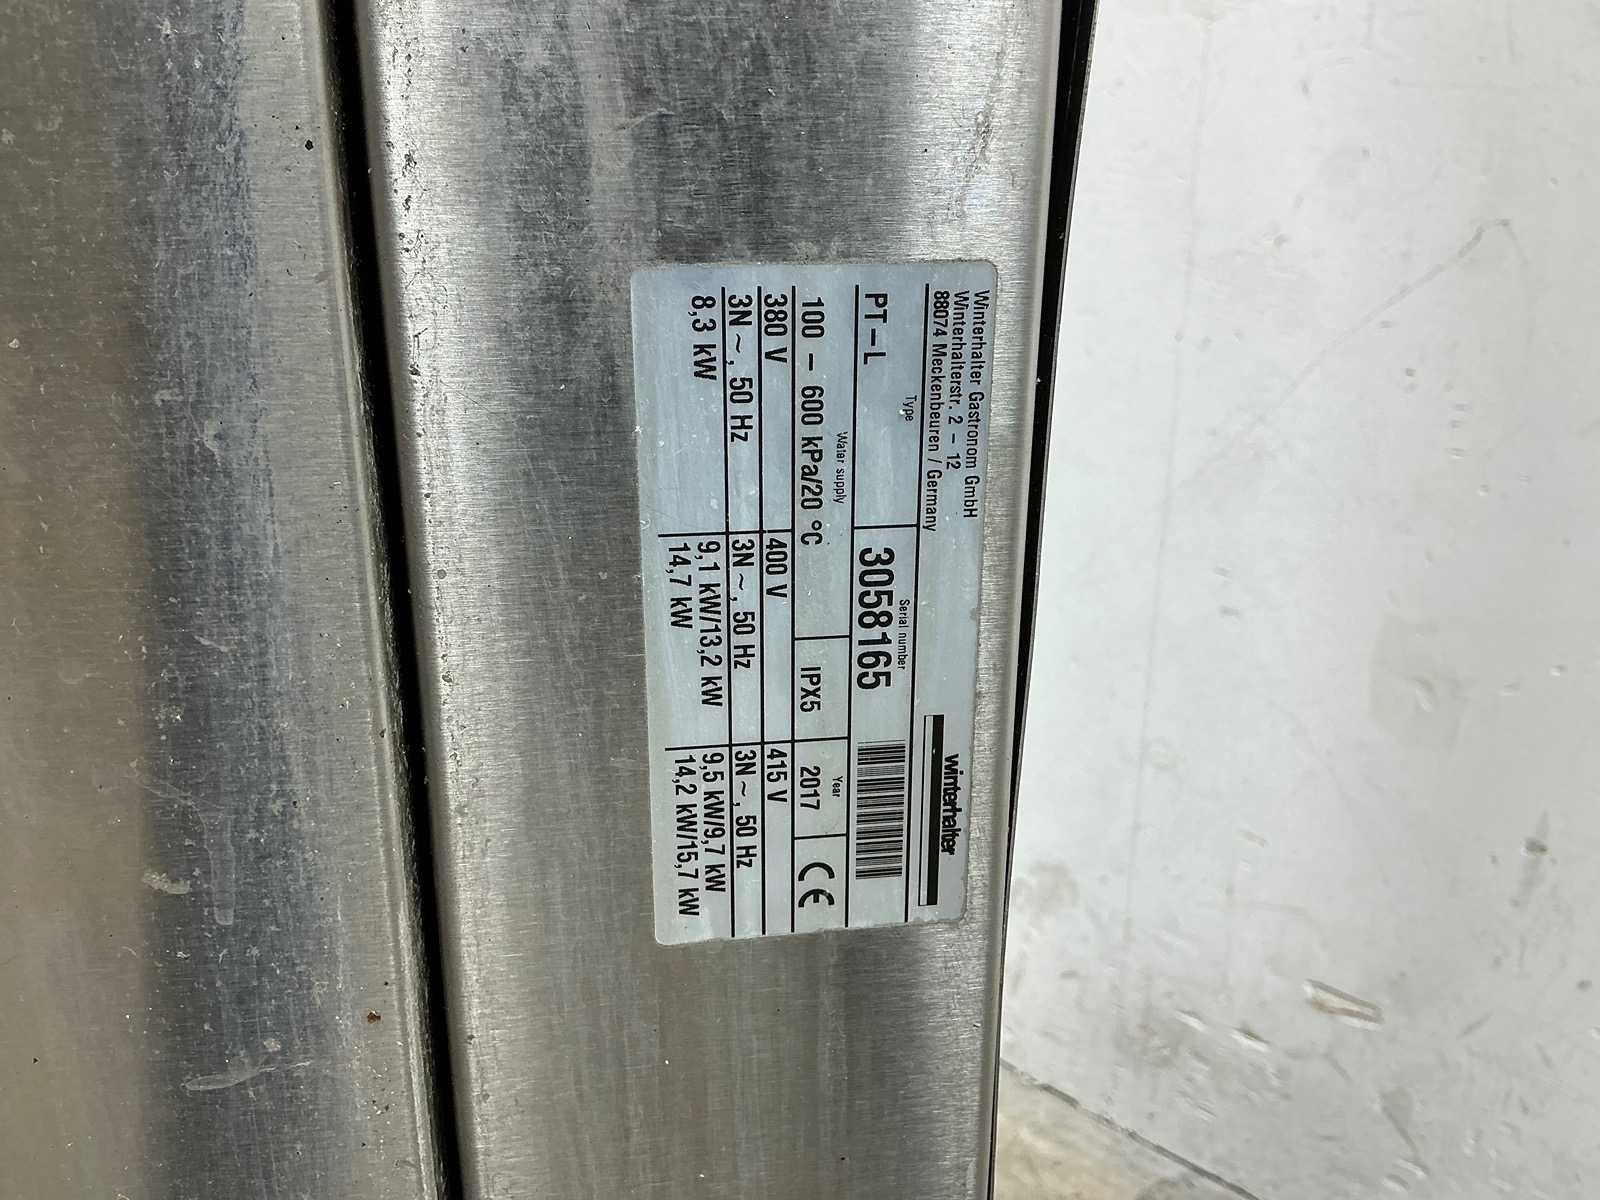 Winterhalter Gastronom GmbH
Winterhalterstr. 2 – 12
88074 Meckenbeuren / Germany
winterhalter
Type
Serial number
PT – L
3058165
Water supply
Year
100 – 600 kPa/20 °C
IPX5
2017
CE
380 V
400 V
415 V
3N ~, 50 Hz
3N ~, 50 Hz
3N ~, 50 Hz
8,3 kW
9,1 kW/13,2 kW
9,5 kW/9,7 kW
14,7 kW
14,2 kW/15,7 kW